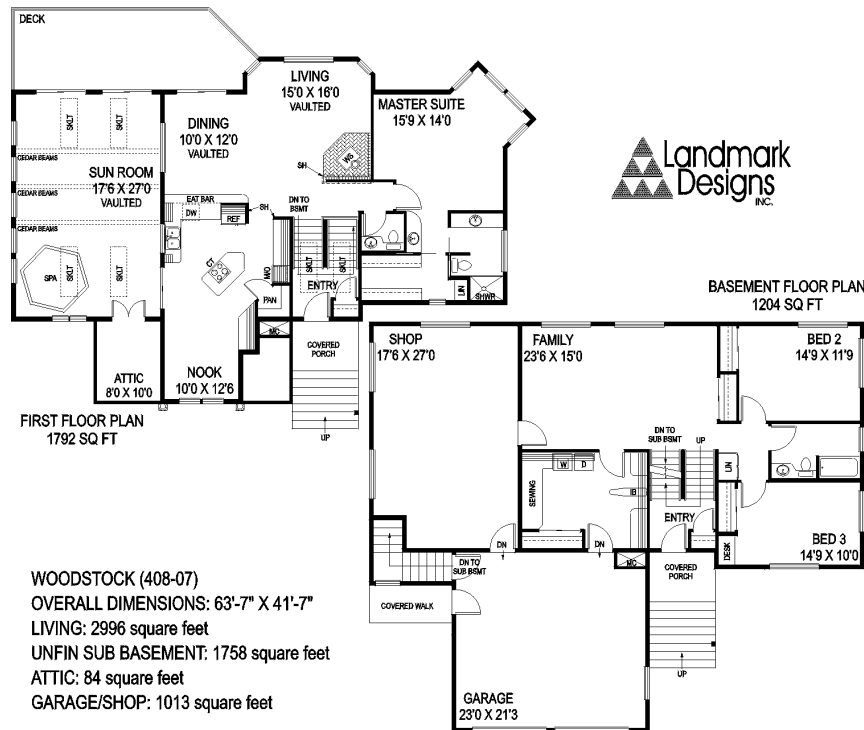 DECK
LIVING
15'0 X 16'0
VAULTED
MASTER SUITE
15'9 X 14'0
SKLT
SKLT
DINING
10'0 X 12'0
VAULTED
CEDAR BEAMS
SUN ROOM
17'6 X 27'0
VAULTED
CEDAR BEAMS
CEDAR BEAMS
WS
SH
EAT BAR
DW
REF
SH
DN TO
BSMT
SPA
SKLT
SKLT
CT
M/O
PAN
SKLT
SKLT
ENTRY
LIN
SHWR
MC
COVERED
PORCH
UP
ATTIC
8'0 X 10'0
NOOK
10'0 X 12'6
FIRST FLOOR PLAN
1792 SQ FT
Landmark
Designs
INC.
BASEMENT FLOOR PLAN
1204 SQ FT
SHOP
17'6 X 27'0
FAMILY
23'6 X 15'0
BED 2
14'9 X 11'9
DN TO
SUB BSMT
UP
W
D
SEWING
IB
LIN
ENTRY
DESK
BED 3
14'9 X 10'0
DN
DN
DN TO
SUB BSMT
MC
COVERED
PORCH
COVERED WALK
UP
GARAGE
23'0 X 21'3
WOODSTOCK (408-07)
OVERALL DIMENSIONS: 63'-7" X 41'-7"
LIVING: 2996 square feet
UNFIN SUB BASEMENT: 1758 square feet
ATTIC: 84 square feet
GARAGE/SHOP: 1013 square feet